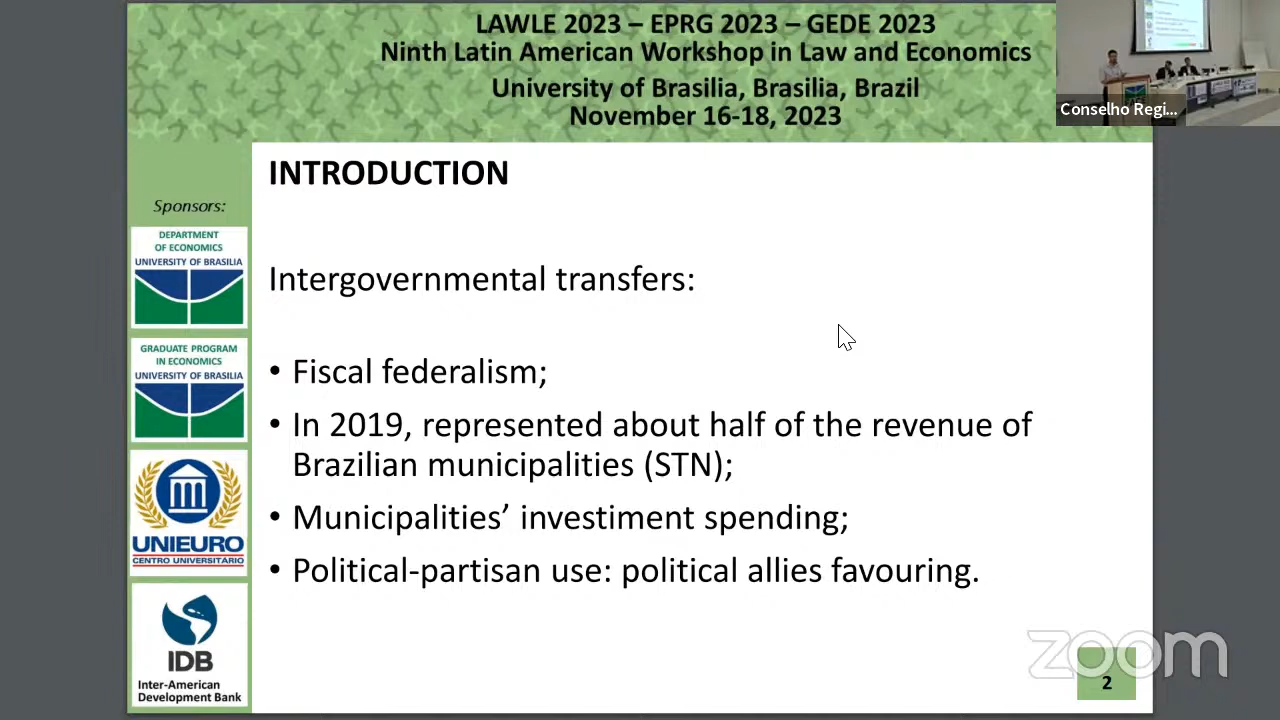 LAWLE 2023 – EPRG 2023 – GEDE 2023
Ninth Latin American Workshop in Law and Economics
University of Brasilia, Brasilia, Brazil
November 16-18, 2023
Conselho Regi...
INTRODUCTION
Sponsors:
DEPARTMENT
OF ECONOMICS
UNIVERSITY OF BRASILIA
GRADUATE PROGRAM
IN ECONOMICS
UNIVERSITY OF BRASILIA
UNIEURO
CENTRO UNIVERSITÁRIO
IDB
Inter-American
Development Bank
Intergovernmental transfers:
• Fiscal federalism;
• In 2019, represented about half of the revenue of
Brazilian municipalities (STN);
• Municipalities’ investiment spending;
• Political-partisan use: political allies favouring.
zoom
2